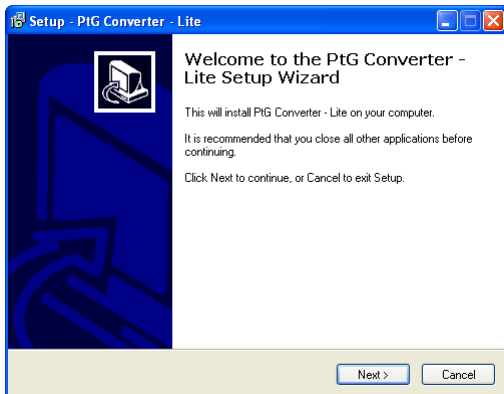 Setup - PtG Converter - Lite
Welcome to the PtG Converter -
Lite Setup Wizard
This will install PtG Converter - Lite on your computer.
It is recommended that you close all other applications before
continuing.
Click Next to continue, or Cancel to exit Setup.
Next > Cancel